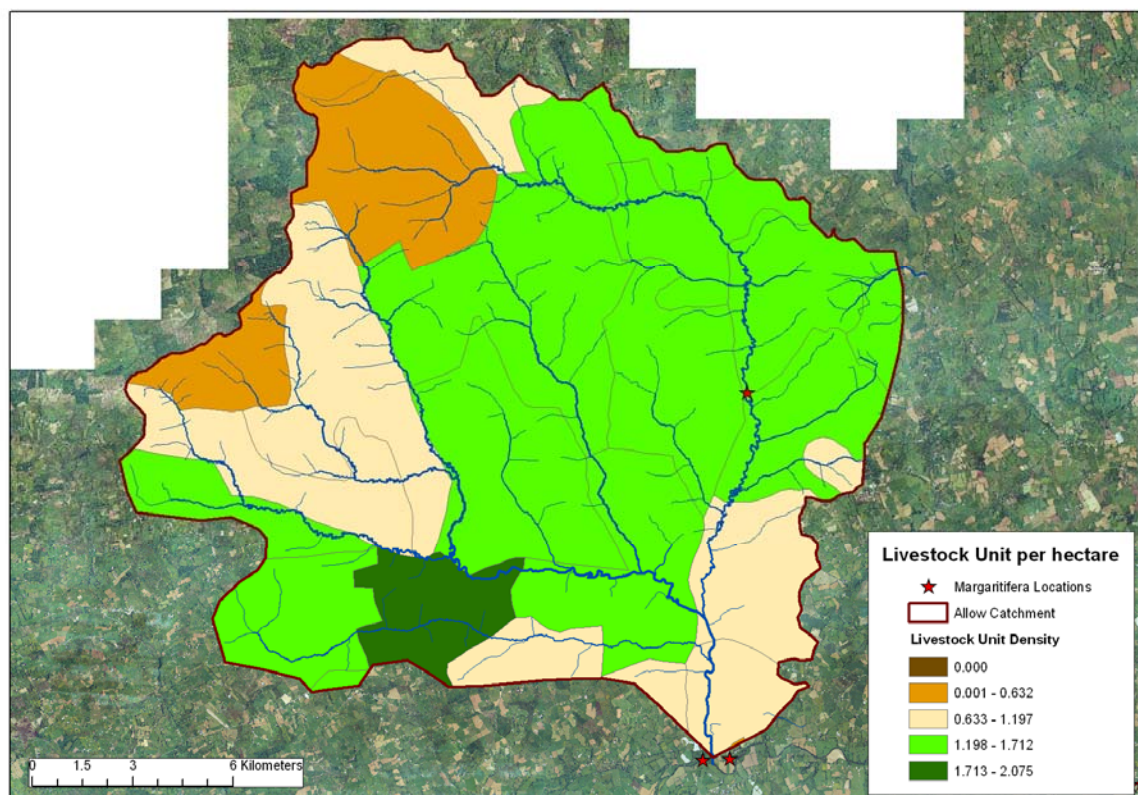 Livestock Unit per hectare
Margaritifera Locations
Allow Catchment
Livestock Unit Density
0.000
0.001 - 0.632
0.633 - 1.197
1.198 - 1.712
1.713 - 2.075
0 1.5 3 6 Kilometers